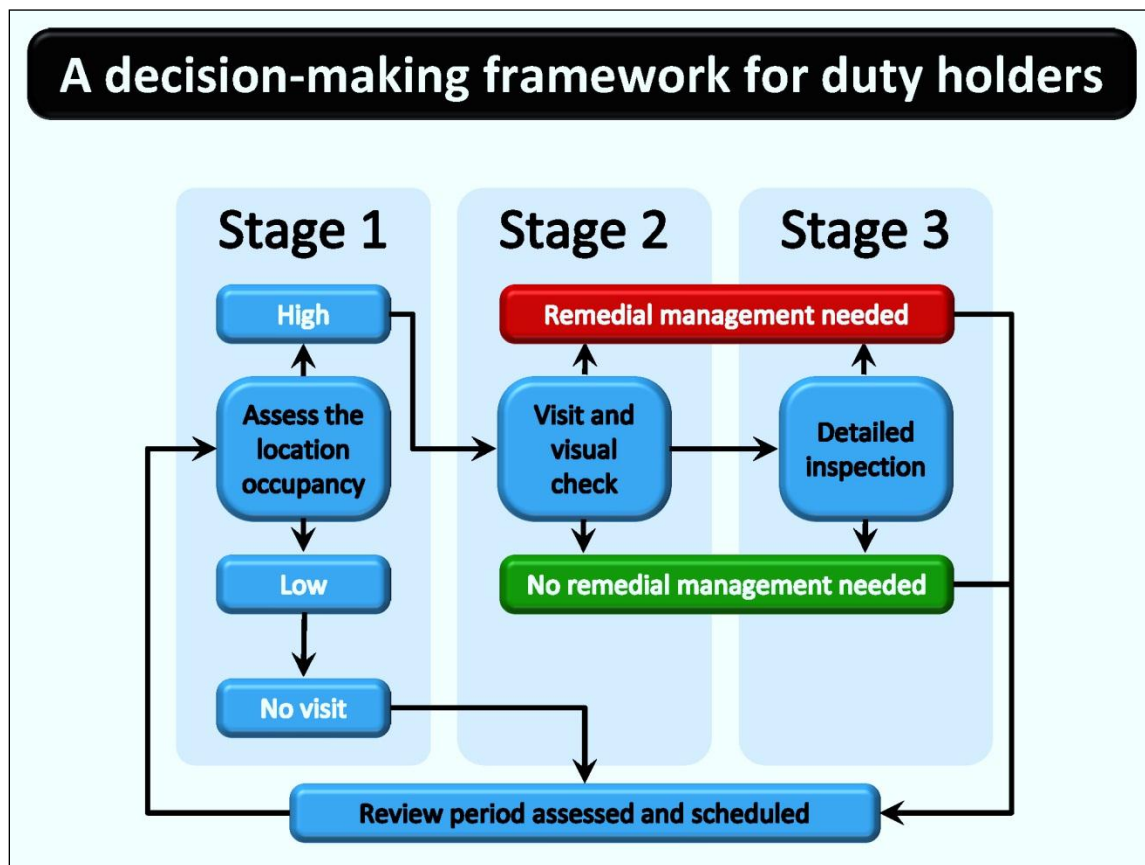 A decision-making framework for duty holders
Stage 1
Stage 2
Stage 3
High
Remedial management needed
Assess the
location
occupancy
Visit and
visual
check
Detailed
inspection
Low
No remedial management needed
No visit
Review period assessed and scheduled